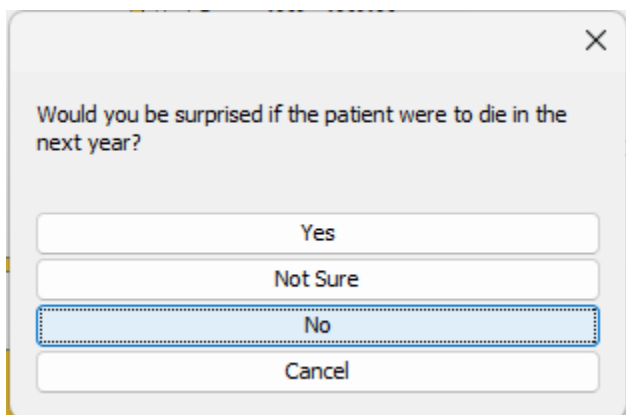 Would you be surprised if the patient were to die in the
next year?
Yes
Not Sure
No
Cancel